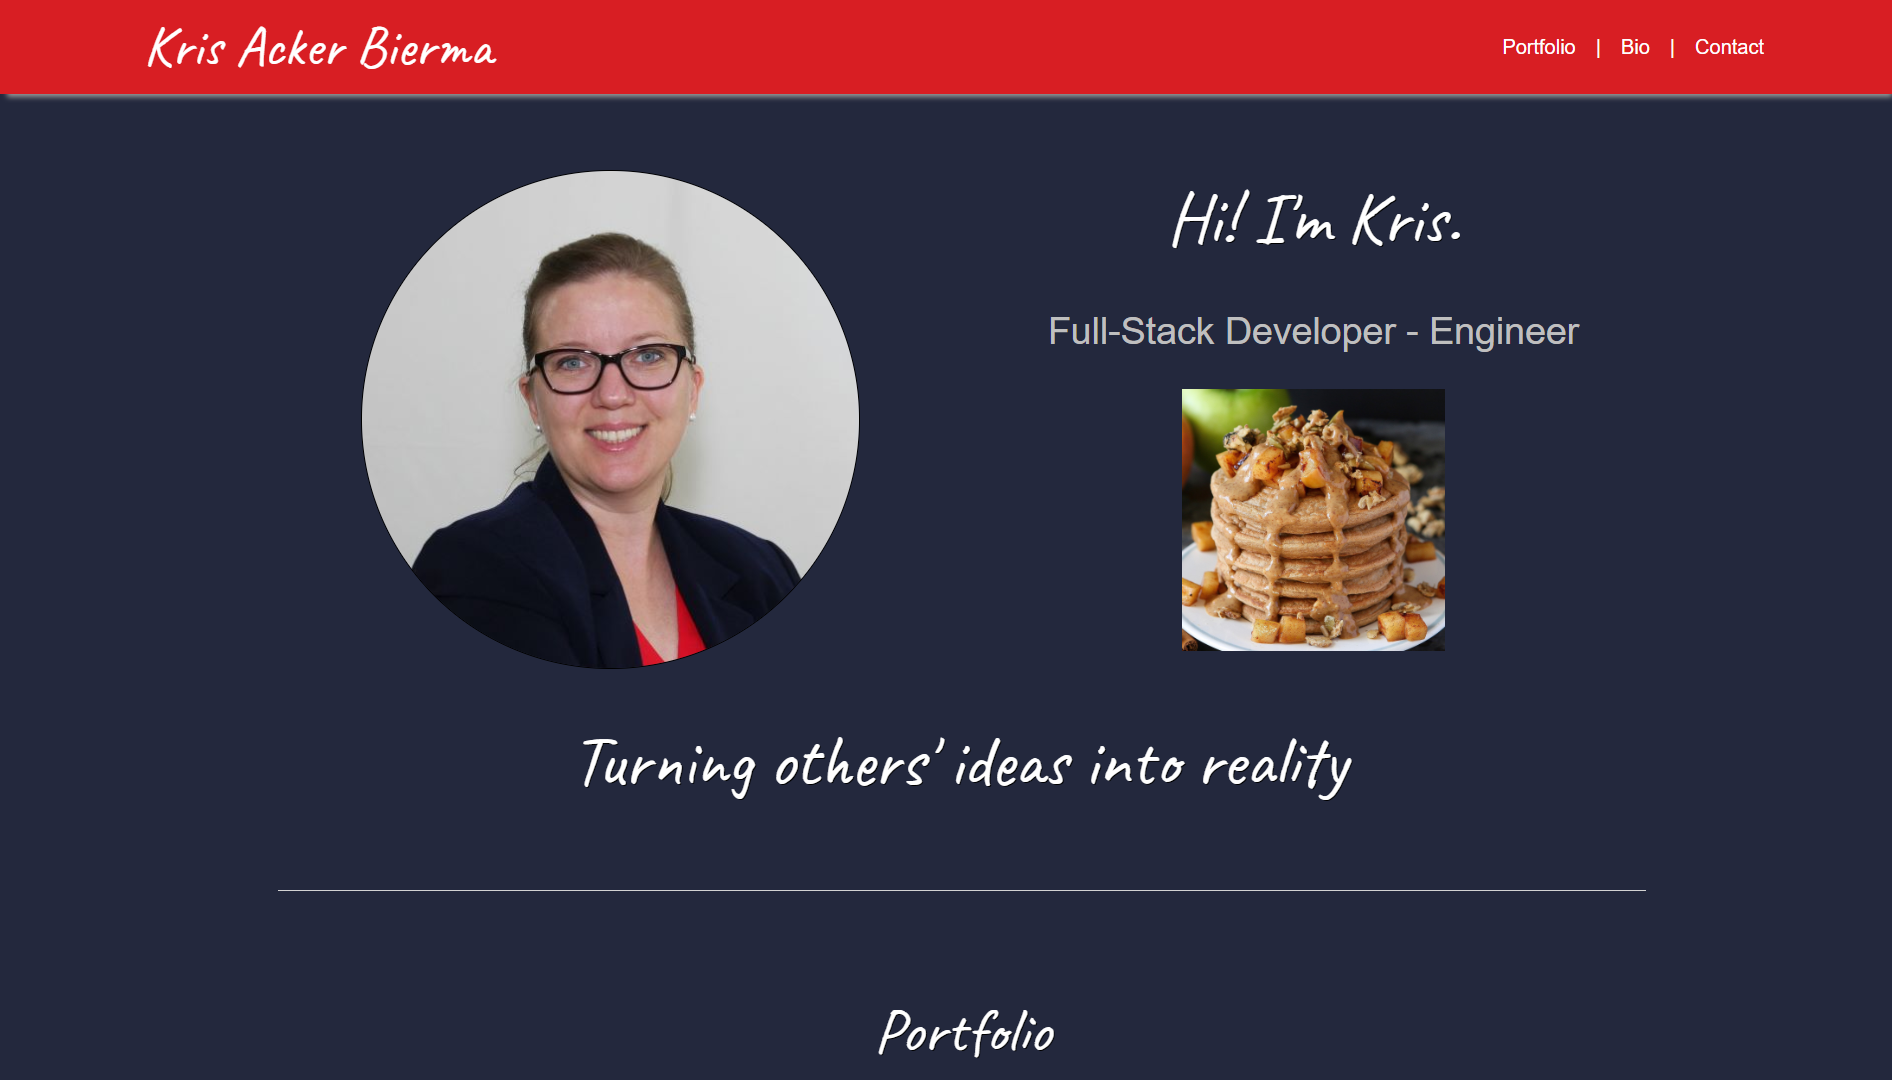 Kris Acker Bierma
Portfolio | Bio | Contact
Hi! I'm Kris.
Full-Stack Developer - Engineer
Turning others' ideas into reality
Portfolio